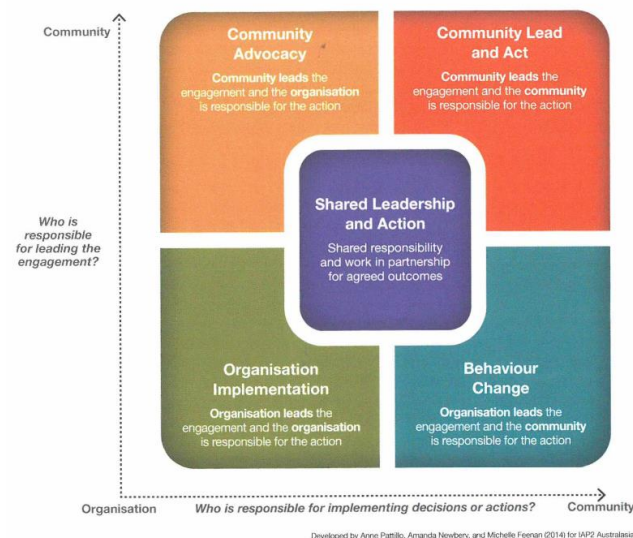 Community
Community
Advocacy
Community leads the
engagement and the organisation
is responsible for the action
Community Lead
and Act
Community leads the
engagement and the community
is responsible for the action
Who is
responsible
for leading the
engagement?
Shared Leadership
and Action
Shared responsibility
and work in partnership
for agreed outcomes
Organisation
Implementation
Organisation leads the
engagement and the organisation
is responsible for the action
Behaviour
Change
Organisation leads the
engagement and the community
is responsible for the action
Organisation
Who is responsible for implementing decisions or actions?
Community
Developed by Anne Pattillo, Amanda Newbery, and Michelle Feenan (2014) for IAP2 Australasia